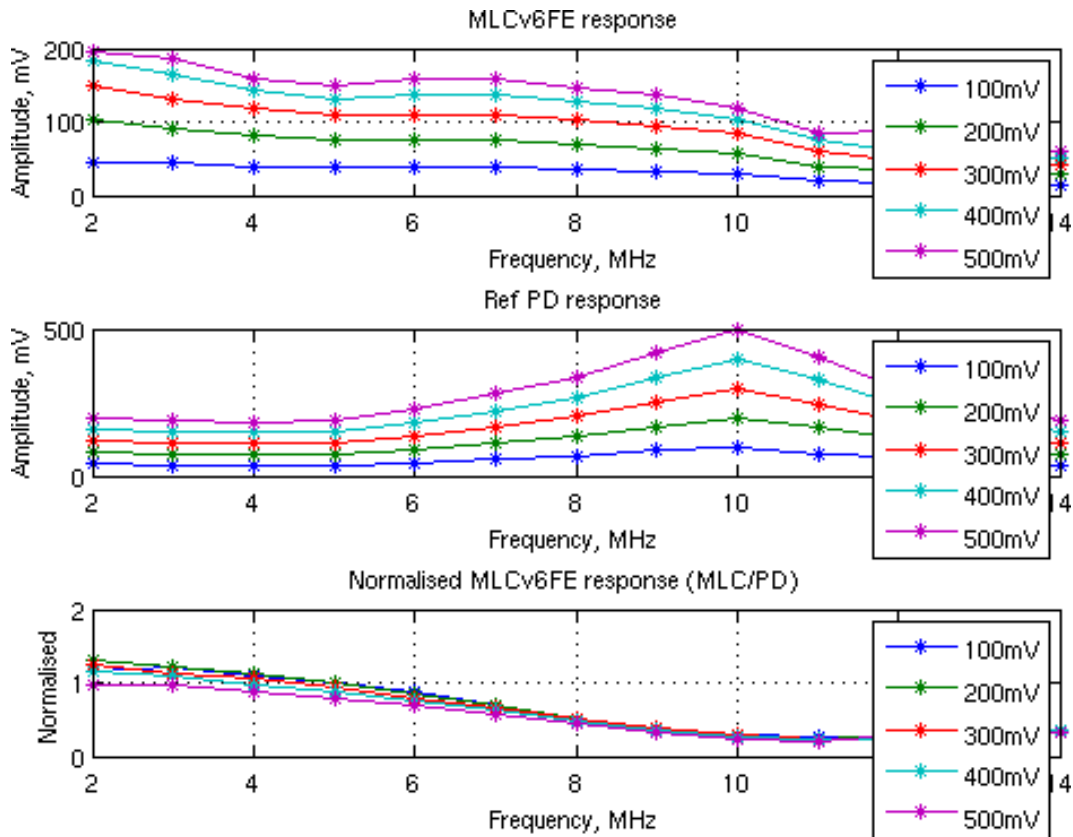 MLCv6FE response
200
100
0
Amplitude, mV
2 4 6 8 10 14
Frequency, MHz
100mV
200mV
300mV
400mV
500mV
Ref PD response
500
0
Amplitude, mV
2 4 6 8 10 14
Frequency, MHz
100mV
200mV
300mV
400mV
500mV
Normalised MLCv6FE response (MLC/PD)
2
1
0
Normalised
2 4 6 8 10 14
Frequency, MHz
100mV
200mV
300mV
400mV
500mV